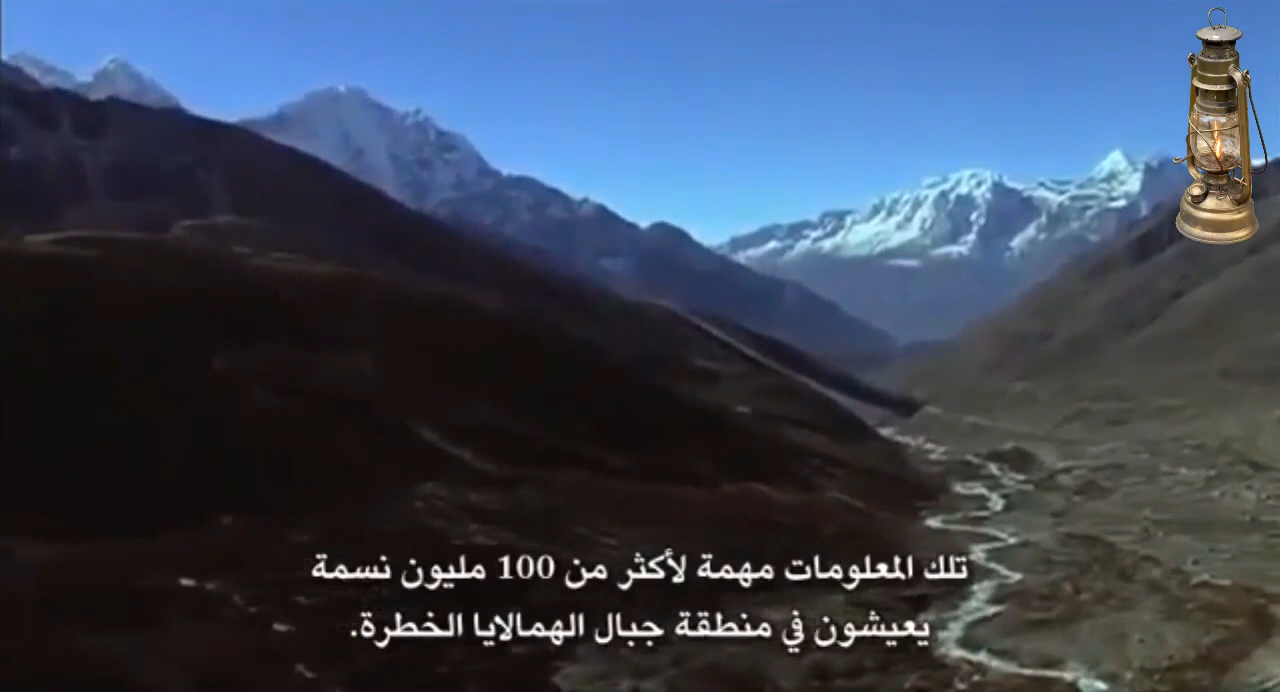 تلك المعلومات مهمة لأكثر من 100 مليون نسمة
يعيشون في منطقة جبال الهمالايا الخطرة.